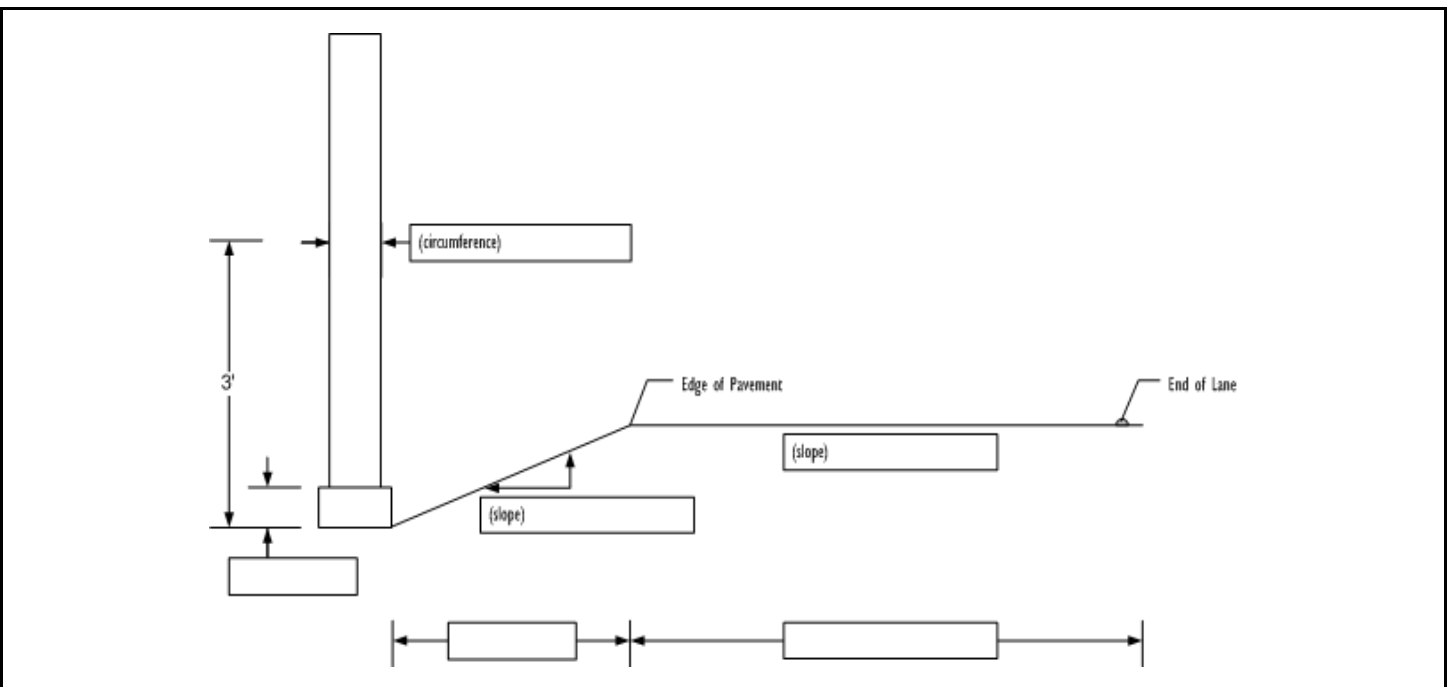 (circumference)
3'
Edge of Pavement
End of Lane
(slope)
(slope)